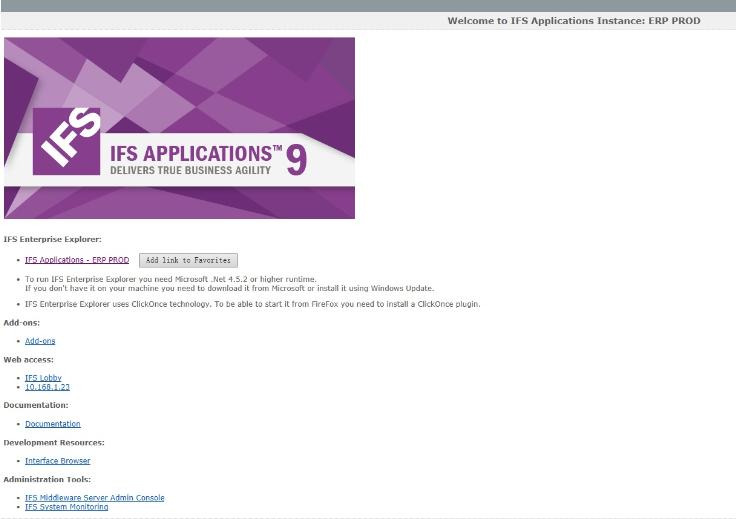 Welcome to IFS Applications Instance: ERP PROD
IFS
IFS APPLICATIONS™ 9
DELIVERS TRUE BUSINESS AGILITY
IFS Enterprise Explorer:
IFS Applications - ERP PROD Add link to Favorites
To run IFS Enterprise Explorer you need Microsoft .Net 4.5.2 or higher runtime.
If you don't have it on your machine you need to download it from Microsoft or install it using Windows Update.
IFS Enterprise Explorer uses ClickOnce technology. To be able to start it from FireFox you need to install a ClickOnce plugin.
Add-ons:
Add-ons
Web access:
IFS Lobby
10.168.1.23
Documentation:
Documentation
Development Resources:
Interface Browser
Administration Tools:
IFS Middleware Server Admin Console
IFS System Monitoring